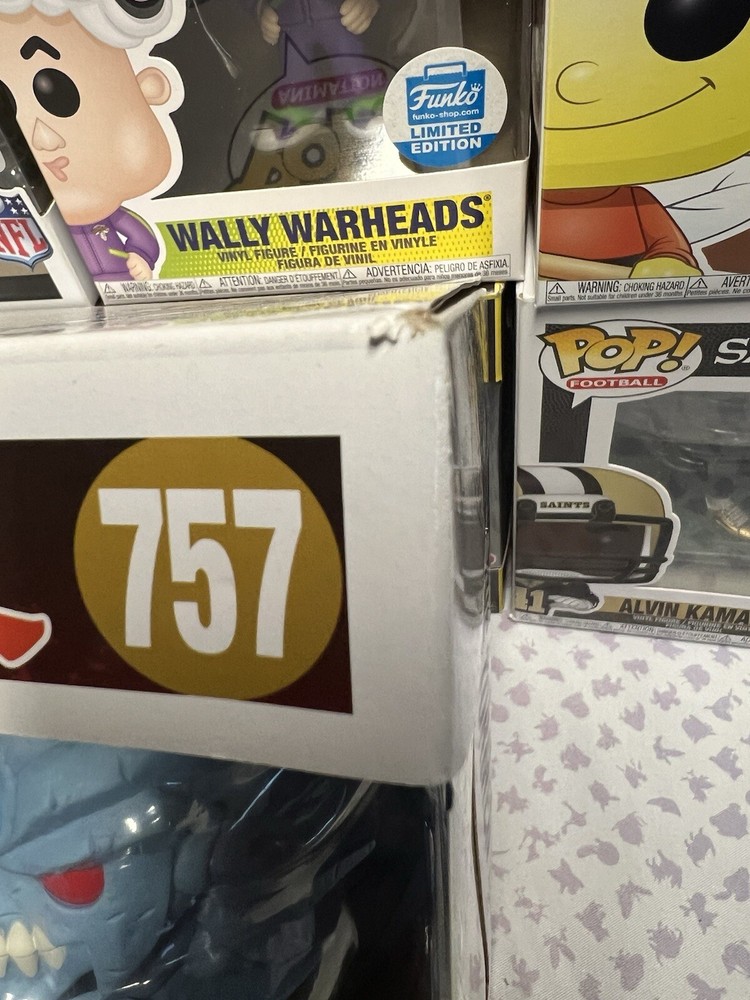 Funko
funko-shop.com
LIMITED
EDITION
WALLY WARHEADS®
VINYL FIGURE / FIGURINE EN VINYLE
FIGURA DE VINIL
WARNING: CHOKING HAZARD. ATTENTION: DANGER D'ÉTOUFFEMENT. ADVERTENCIA: PELIGRO DE ASFIXIA.
NFL
WARNING: CHOKING HAZARD.
Small parts. Not suitable for children under 36 months
POP!
FOOTBALL
SAINTS
ALVIN KAMA
757